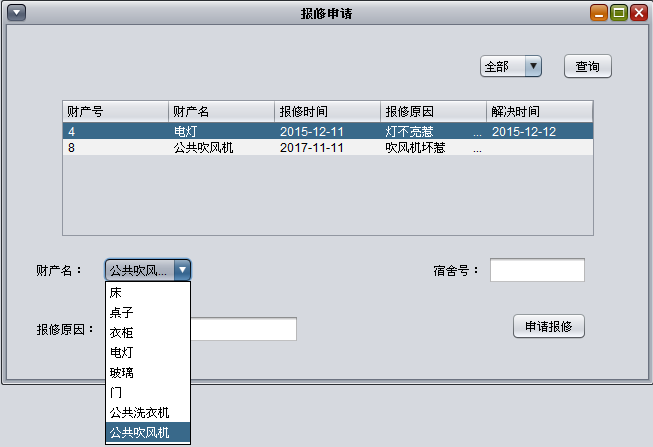 报修申请
全部 查询
财产号 财产名 报修时间 报修原因 解决时间
4 电灯 2015-12-11 灯不亮惹 ... 2015-12-12
8 公共吹风机 2017-11-11 吹风机坏惹 ...
财产名： 公共吹风... 宿舍号：
床
桌子
报修原因： 申请报修
衣柜
电灯
玻璃
门
公共洗衣机
公共吹风机